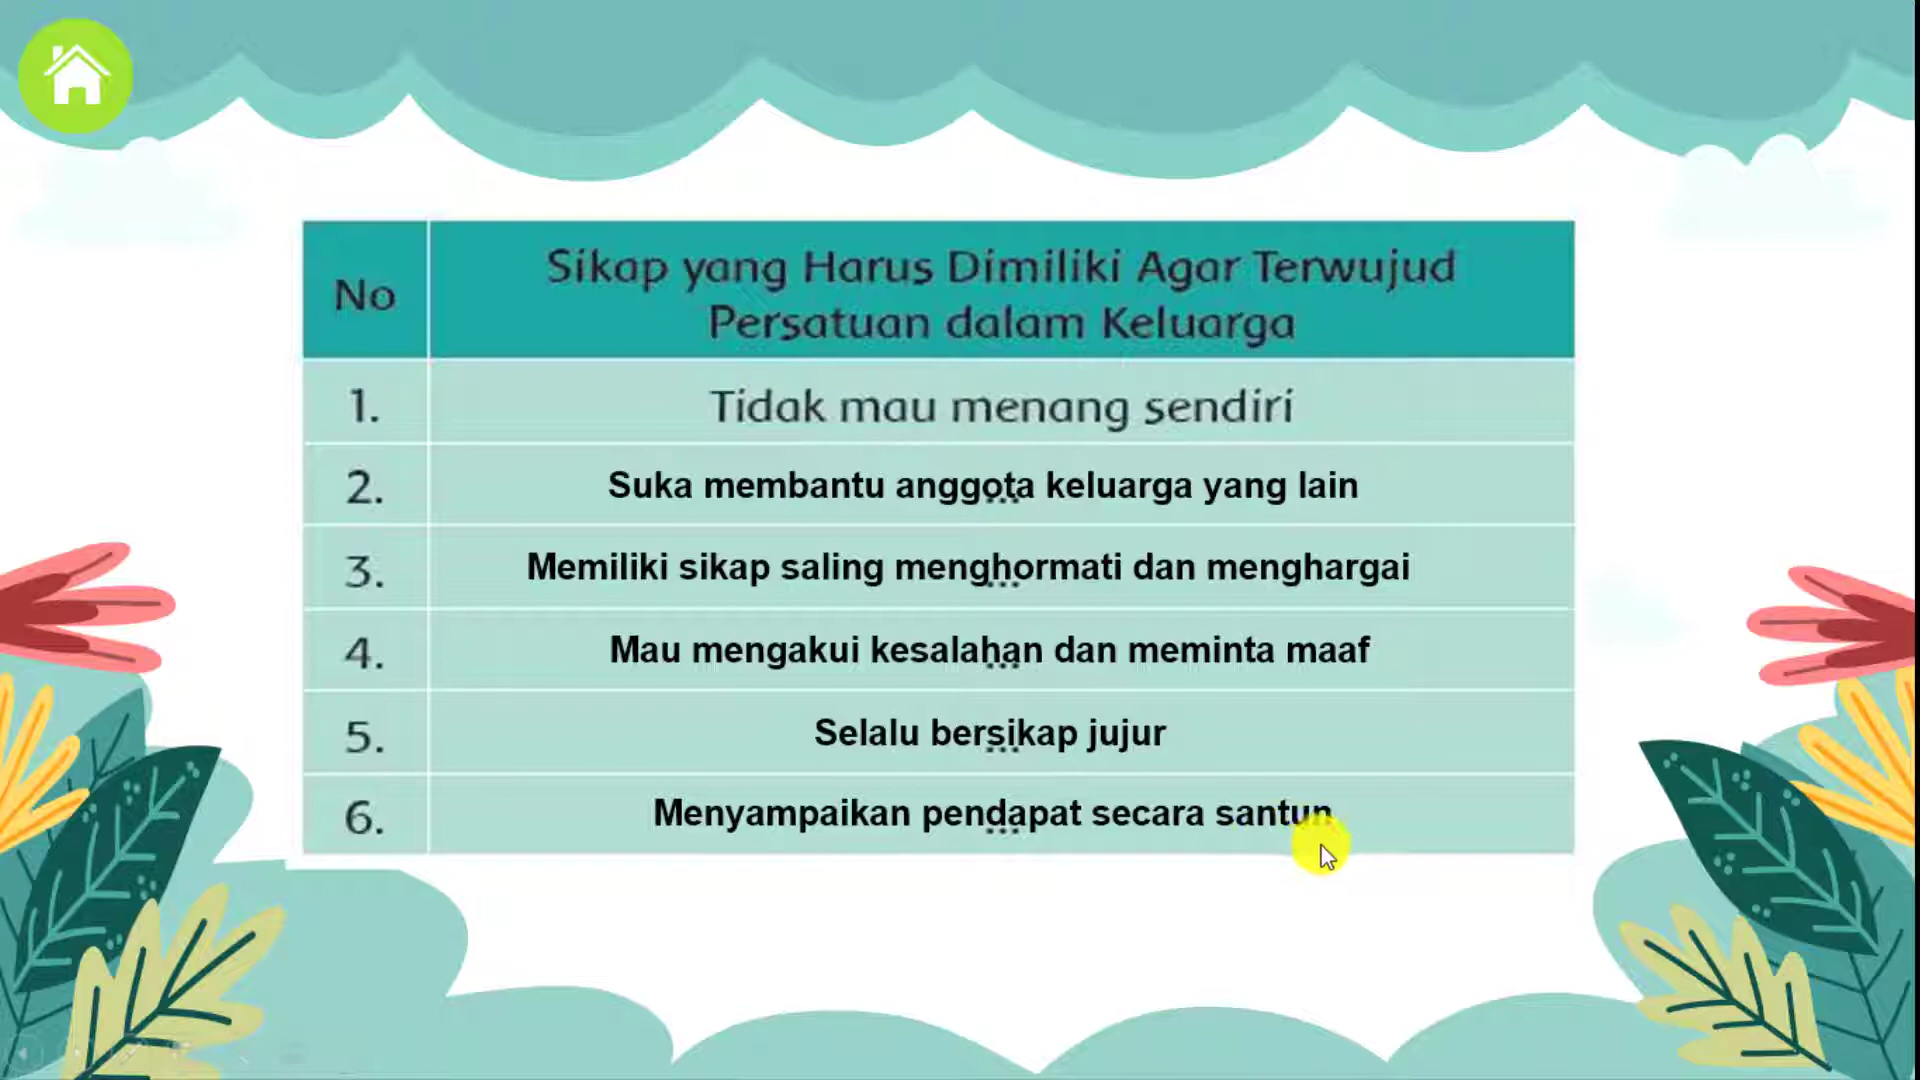 No
Sikap yang Harus Dimiliki Agar Terwujud
Persatuan dalam Keluarga
1. Tidak mau menang sendiri
2. Suka membantu anggota keluarga yang lain
...
3. Memiliki sikap saling menghormati dan menghargai
...
4. Mau mengakui kesalahan dan meminta maaf
...
5. Selalu bersikap jujur
...
6. Menyampaikan pendapat secara santun
...